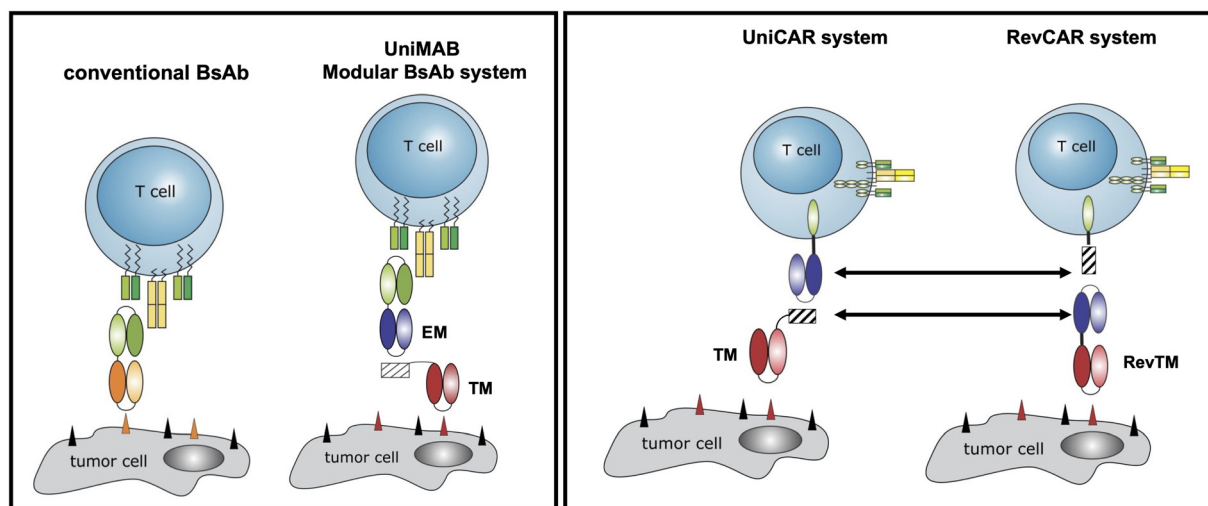 conventional BsAb
UniMAB
Modular BsAb system
T cell
T cell
EM
TM
tumor cell
tumor cell
UniCAR system
RevCAR system
T cell
T cell
TM
RevTM
tumor cell
tumor cell